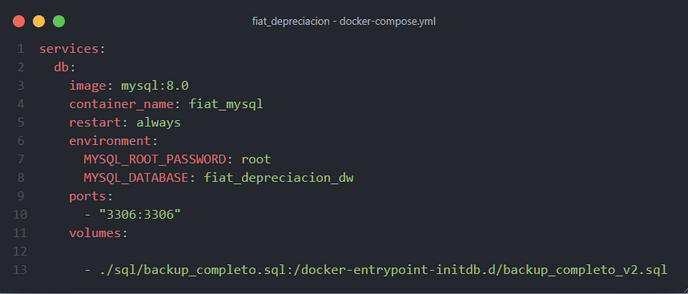 fiat_depreciacion - docker-compose.yml
1 services:
2   db:
3     image: mysql:8.0
4     container_name: fiat_mysql
5     restart: always
6     environment:
7       MYSQL_ROOT_PASSWORD: root
8       MYSQL_DATABASE: fiat_depreciacion_dw
9     ports:
10       - "3306:3306"
11     volumes:
12
13       - ./sql/backup_completo.sql:/docker-entrypoint-initdb.d/backup_completo_v2.sql